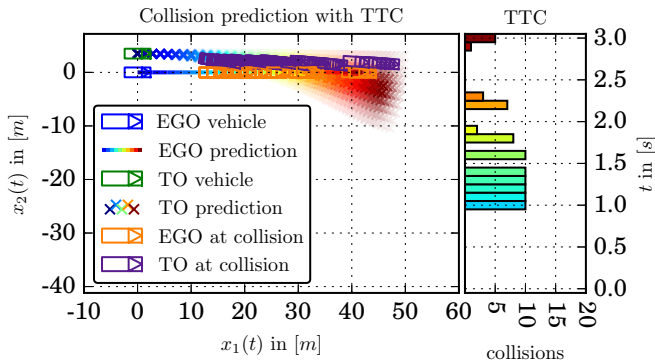 Collision prediction with TTC
TTC
x₂(t) in [m]
0
-10
-20
-30
-40
EGO vehicle
EGO prediction
TO vehicle
TO prediction
EGO at collision
TO at collision
-10 0 10 20 30 40 50 60
x₁(t) in [m]
3.0
2.5
2.0
1.5
1.0
0.5
0.0
t in [s]
5 10 15 20
collisions